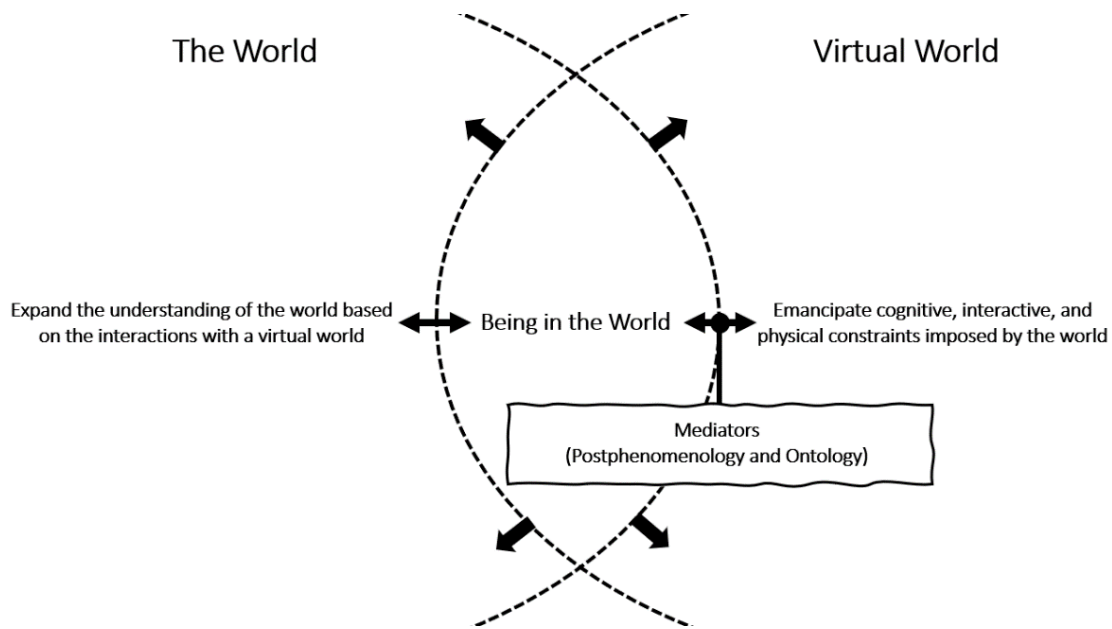 The World
Virtual World
Expand the understanding of the world based
on the interactions with a virtual world
Being in the World
Emancipate cognitive, interactive, and
physical constraints imposed by the world
Mediators
(Postphenomenology and Ontology)